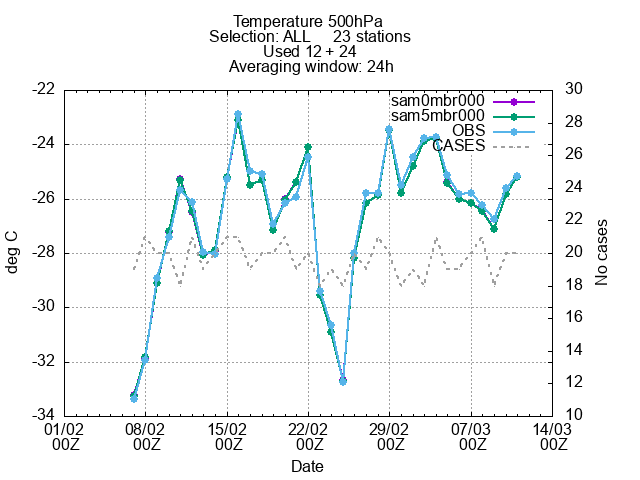 Temperature 500hPa
Selection: ALL 23 stations
Used 12 + 24
Averaging window: 24h
-22
-24
-26
-28
-30
-32
-34
deg C
sam0mbr000
sam5mbr000
OBS
CASES
30
28
26
24
22
20
18
16
14
12
10
No cases
01/02 08/02 15/02 22/02 29/02 07/03 14/03
00Z 00Z 00Z 00Z 00Z 00Z 00Z
Date